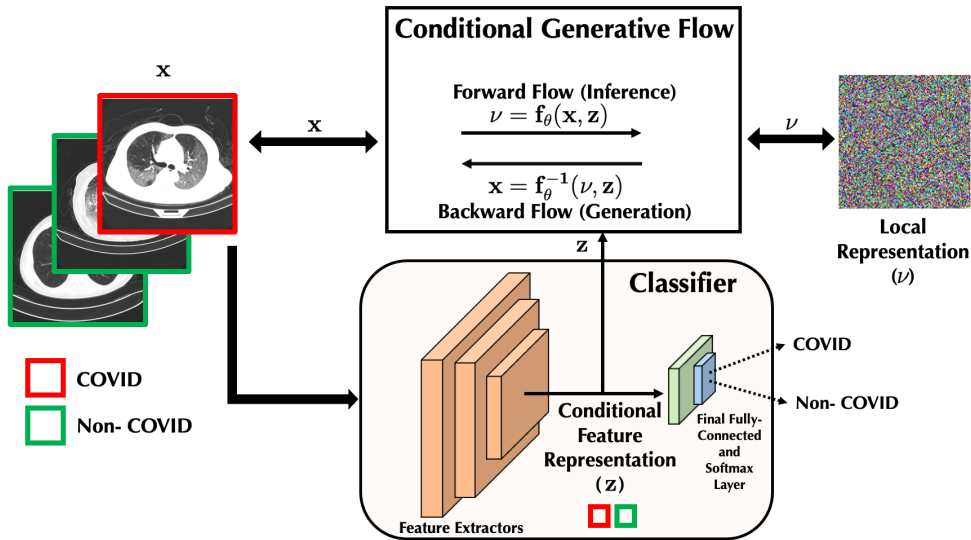 Conditional Generative Flow
x
Forward Flow (Inference)
ν = f_θ(x, z)
x
ν
x = f_θ^{-1}(ν, z)
Backward Flow (Generation)
Local
Representation
(ν)
z
Classifier
COVID
Non- COVID
COVID
Non- COVID
Conditional
Feature
Representation
(z)
Final Fully-
Connected
and
Softmax
Layer
Feature Extractors